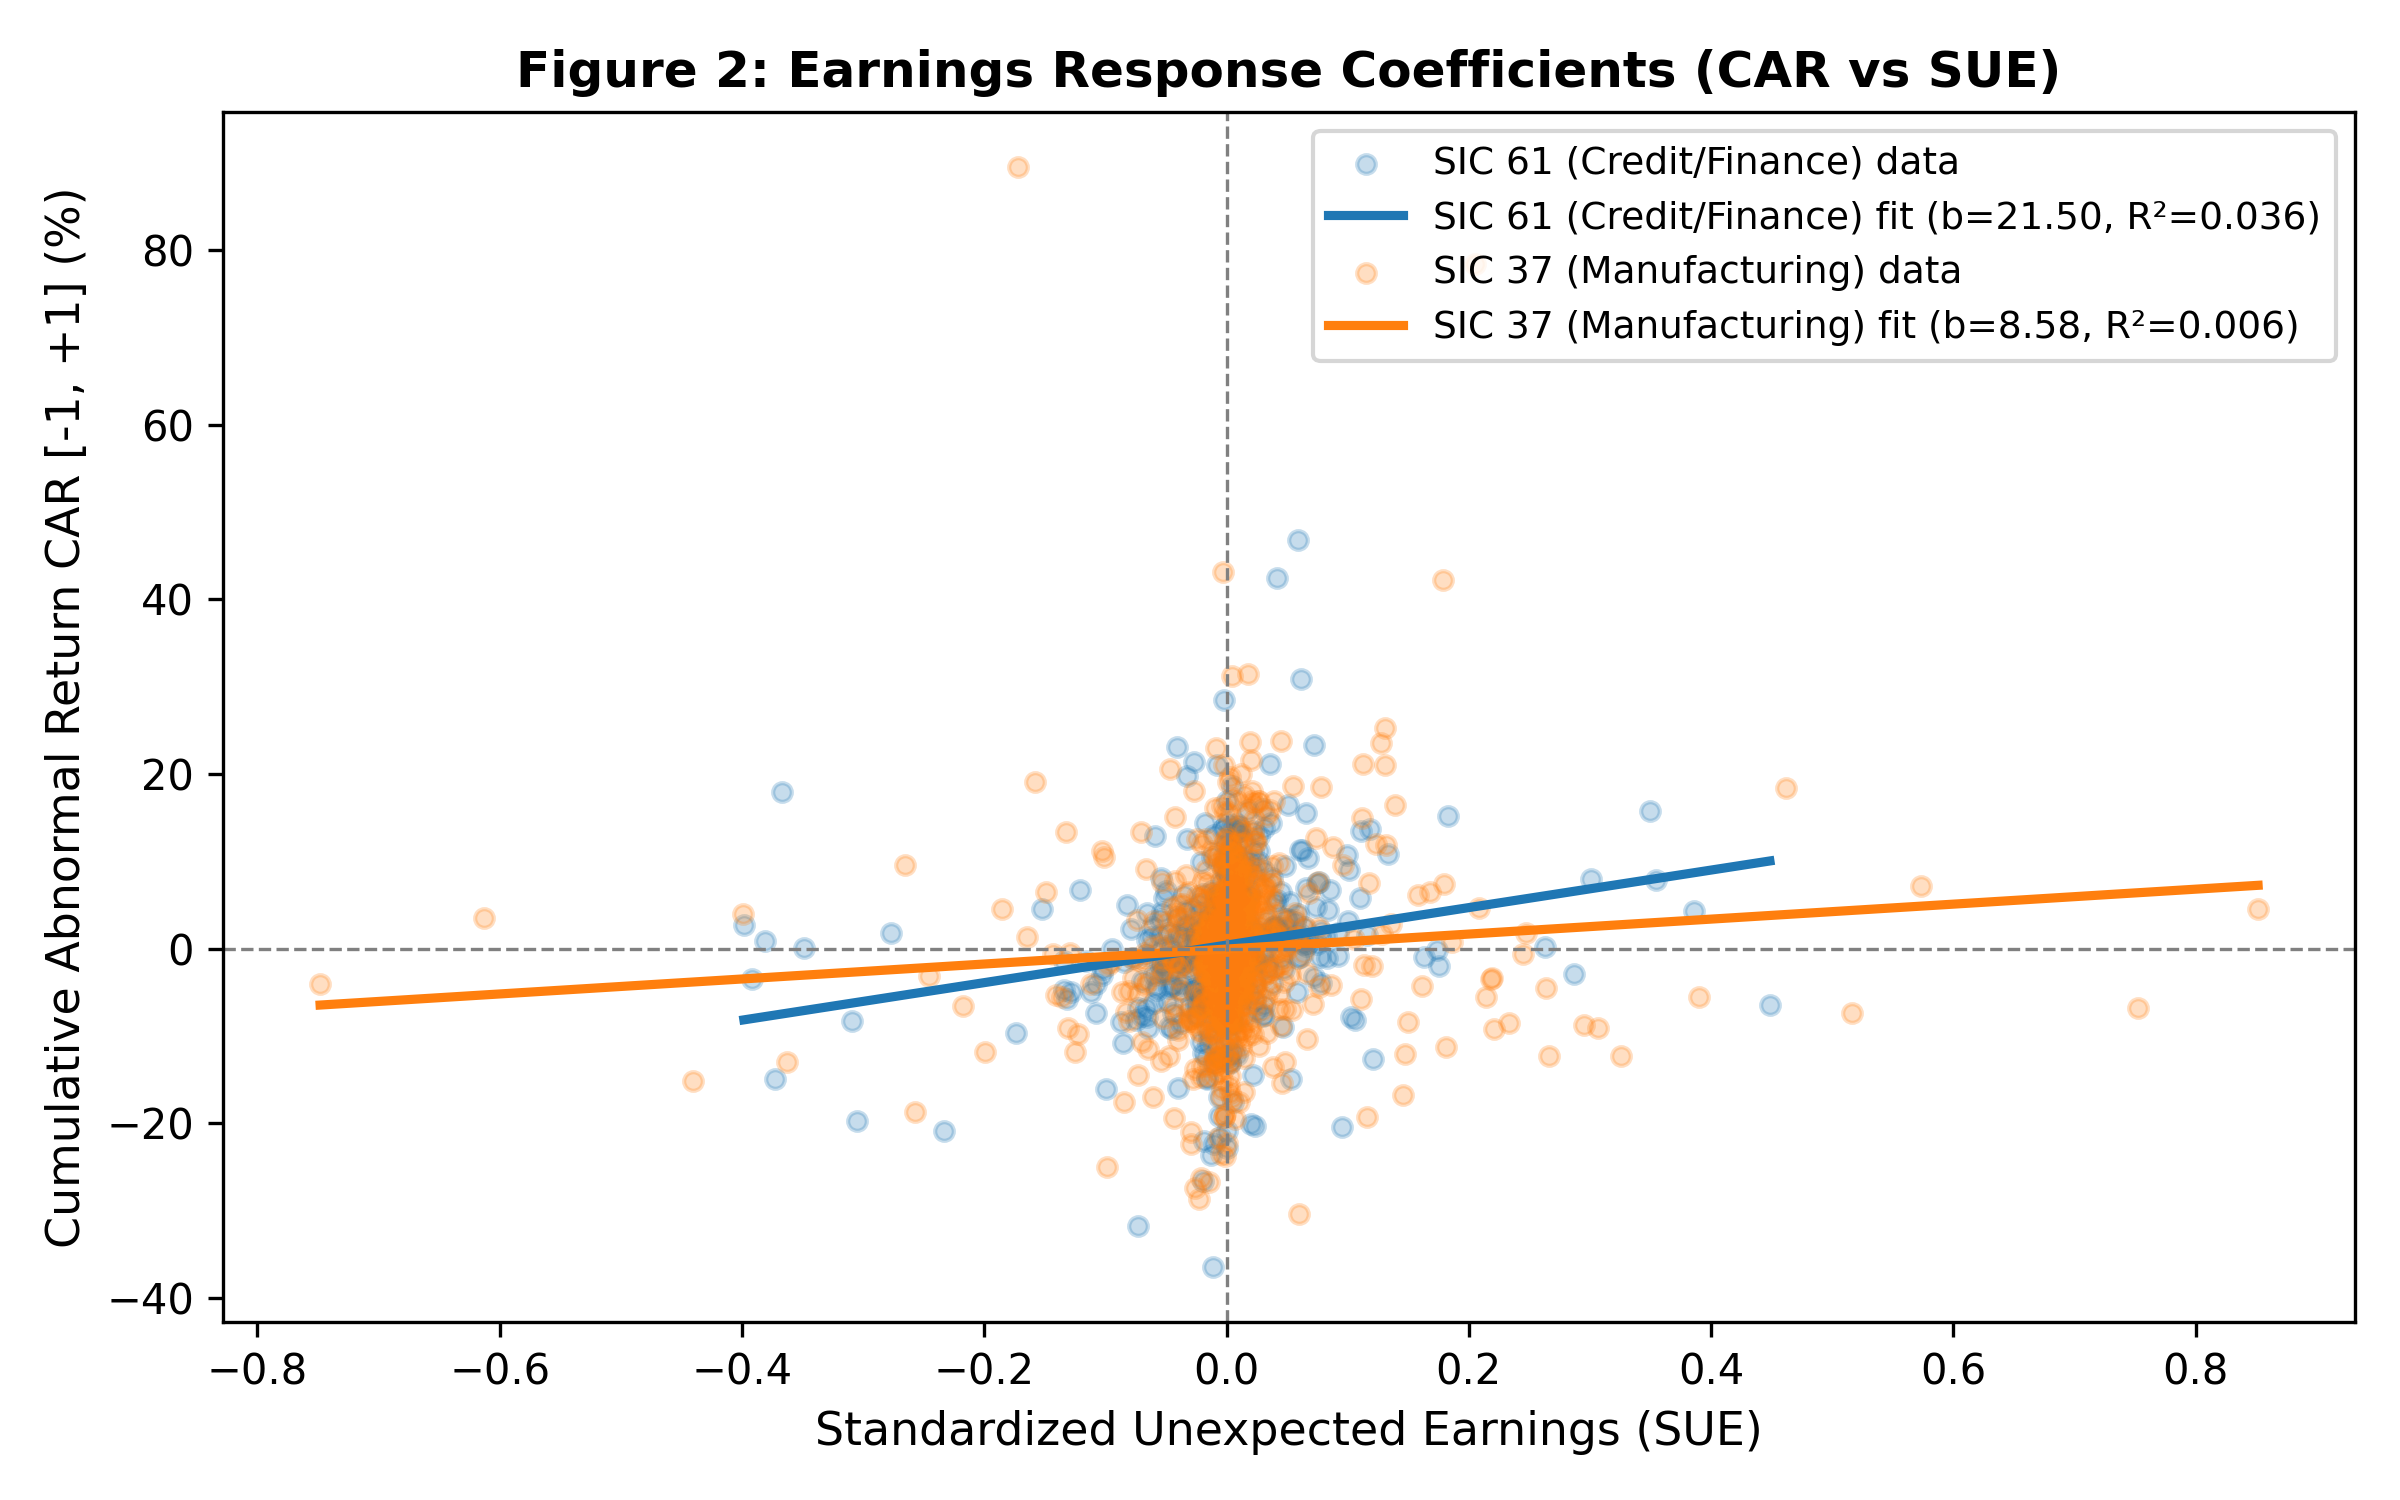 Figure 2: Earnings Response Coefficients (CAR vs SUE)
SIC 61 (Credit/Finance) data
SIC 61 (Credit/Finance) fit (b=21.50, R²=0.036)
SIC 37 (Manufacturing) data
SIC 37 (Manufacturing) fit (b=8.58, R²=0.006)
Cumulative Abnormal Return CAR [-1, +1] (%)
80
60
40
20
0
−20
−40
−0.8 −0.6 −0.4 −0.2 0.0 0.2 0.4 0.6 0.8
Standardized Unexpected Earnings (SUE)